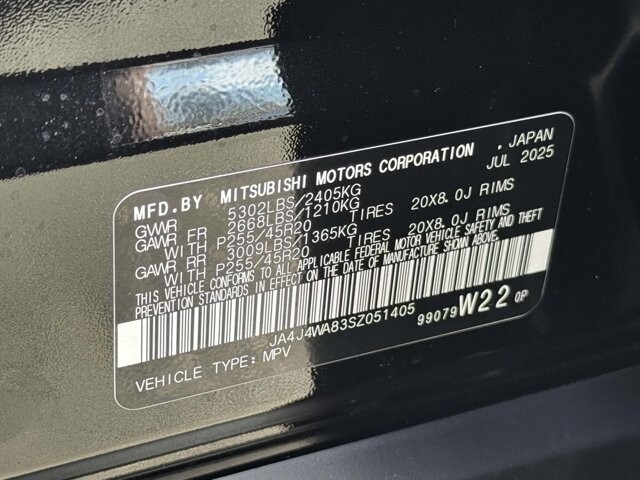 MFD.BY MITSUBISHI MOTORS CORPORATION . JAPAN
JUL 2025
GVWR 5302LBS/2405KG
GAWR FR 2668LBS/1210KG
WITH P255/45R20 TIRES 20X8.0J RIMS
GAWR RR 3009LBS/1365KG
WITH P255/45R20 TIRES 20X8.0J RIMS
THIS VEHICLE CONFORMS TO ALL APPLICABLE FEDERAL MOTOR VEHICLE SAFETY AND THEFT
PREVENTION STANDARDS IN EFFECT ON THE DATE OF MANUFACTURE SHOWN ABOVE.
JA4J4WA83SZ051405
99079 W22 0P
VEHICLE TYPE:MPV